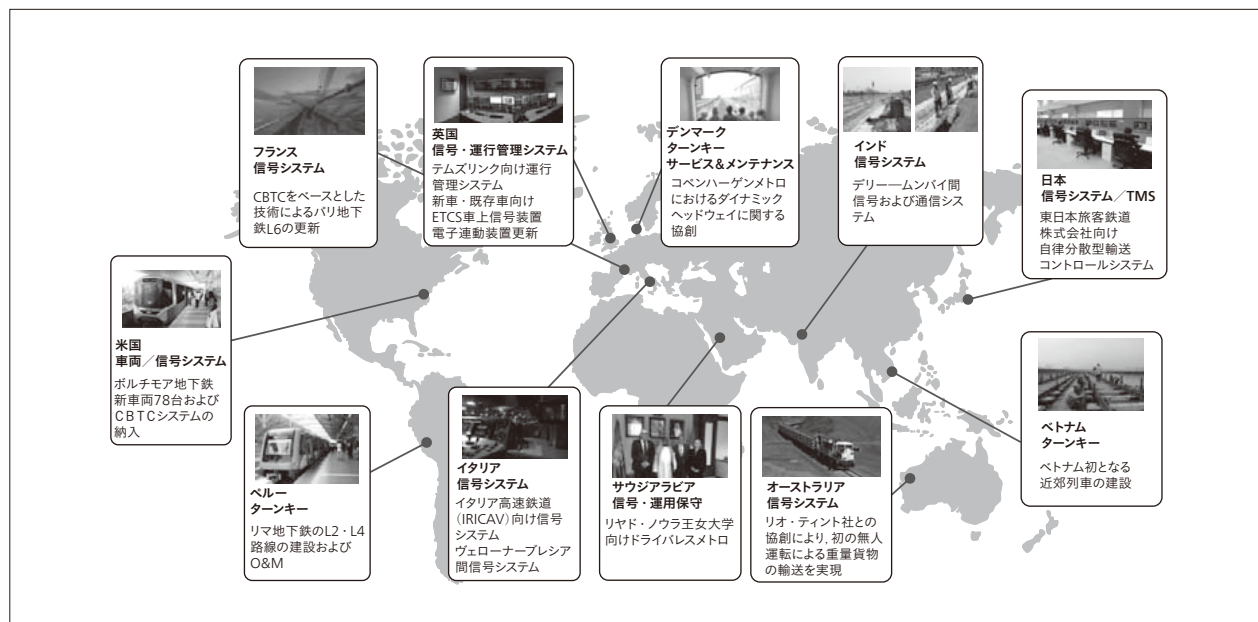 フランス
信号システム
CBTCをベースとした
技術によるパリ地下
鉄L6の更新
英国
信号・運行管理システム
テムズリンク向け運行
管理システム
新車・既存車向け
ETCS車上信号装置
電子連動装置更新
デンマーク
ターンキー
サービス&メンテナンス
コペンハーゲンメトロ
におけるダイナミック
ヘッドウェイに関する
協創
インド
信号システム
デリー―ムンバイ間
信号および通信シス
テム
日本
信号システム／TMS
東日本旅客鉄道
株式会社向け
自律分散型輸送
コントロールシステム
米国
車両／信号システム
ボルチモア地下鉄
新車両78台および
CBTCシステムの
納入
ペルー
ターンキー
リマ地下鉄のL2・L4
路線の建設および
O&M
イタリア
信号システム
イタリア高速鉄道
（IRICAV）向け信号
システム
ヴェローナーブレシア
間信号システム
サウジアラビア
信号・運用保守
リヤド・ノウラ王女大学
向けドライバレスメトロ
オーストラリア
信号システム
リオ・ティント社との
協創により，初の無人
運転による重量貨物
の輸送を実現
ベトナム
ターンキー
ベトナム初となる
近郊列車の建設